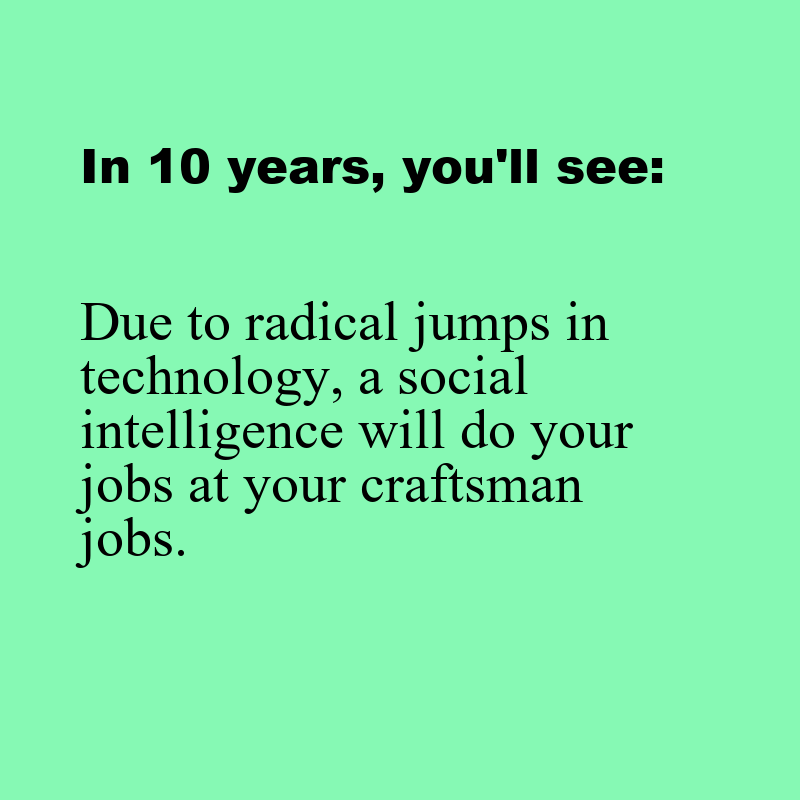 In 10 years, you'll see:
Due to radical jumps in
technology, a social
intelligence will do your
jobs at your craftsman
jobs.